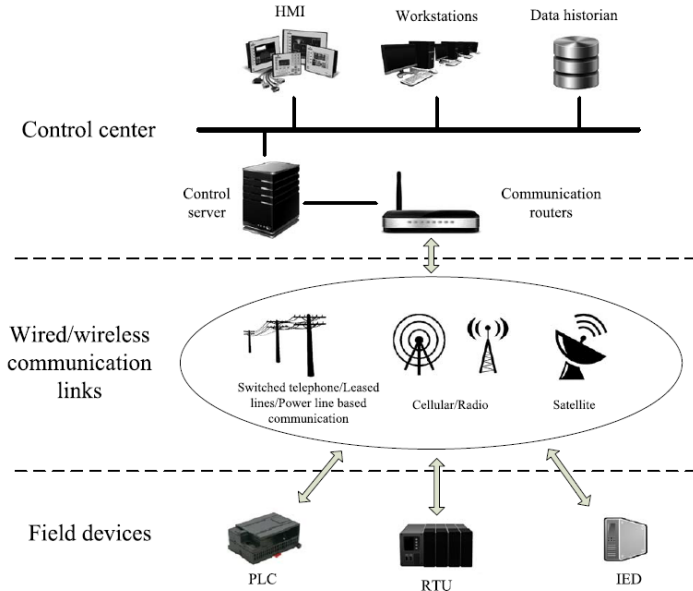 HMI
Workstations
Data historian
Control center
Control
server
Communication
routers
Wired/wireless
communication
links
Switched telephone/Leased
lines/Power line based
communication
Cellular/Radio
Satellite
Field devices
PLC
RTU
IED